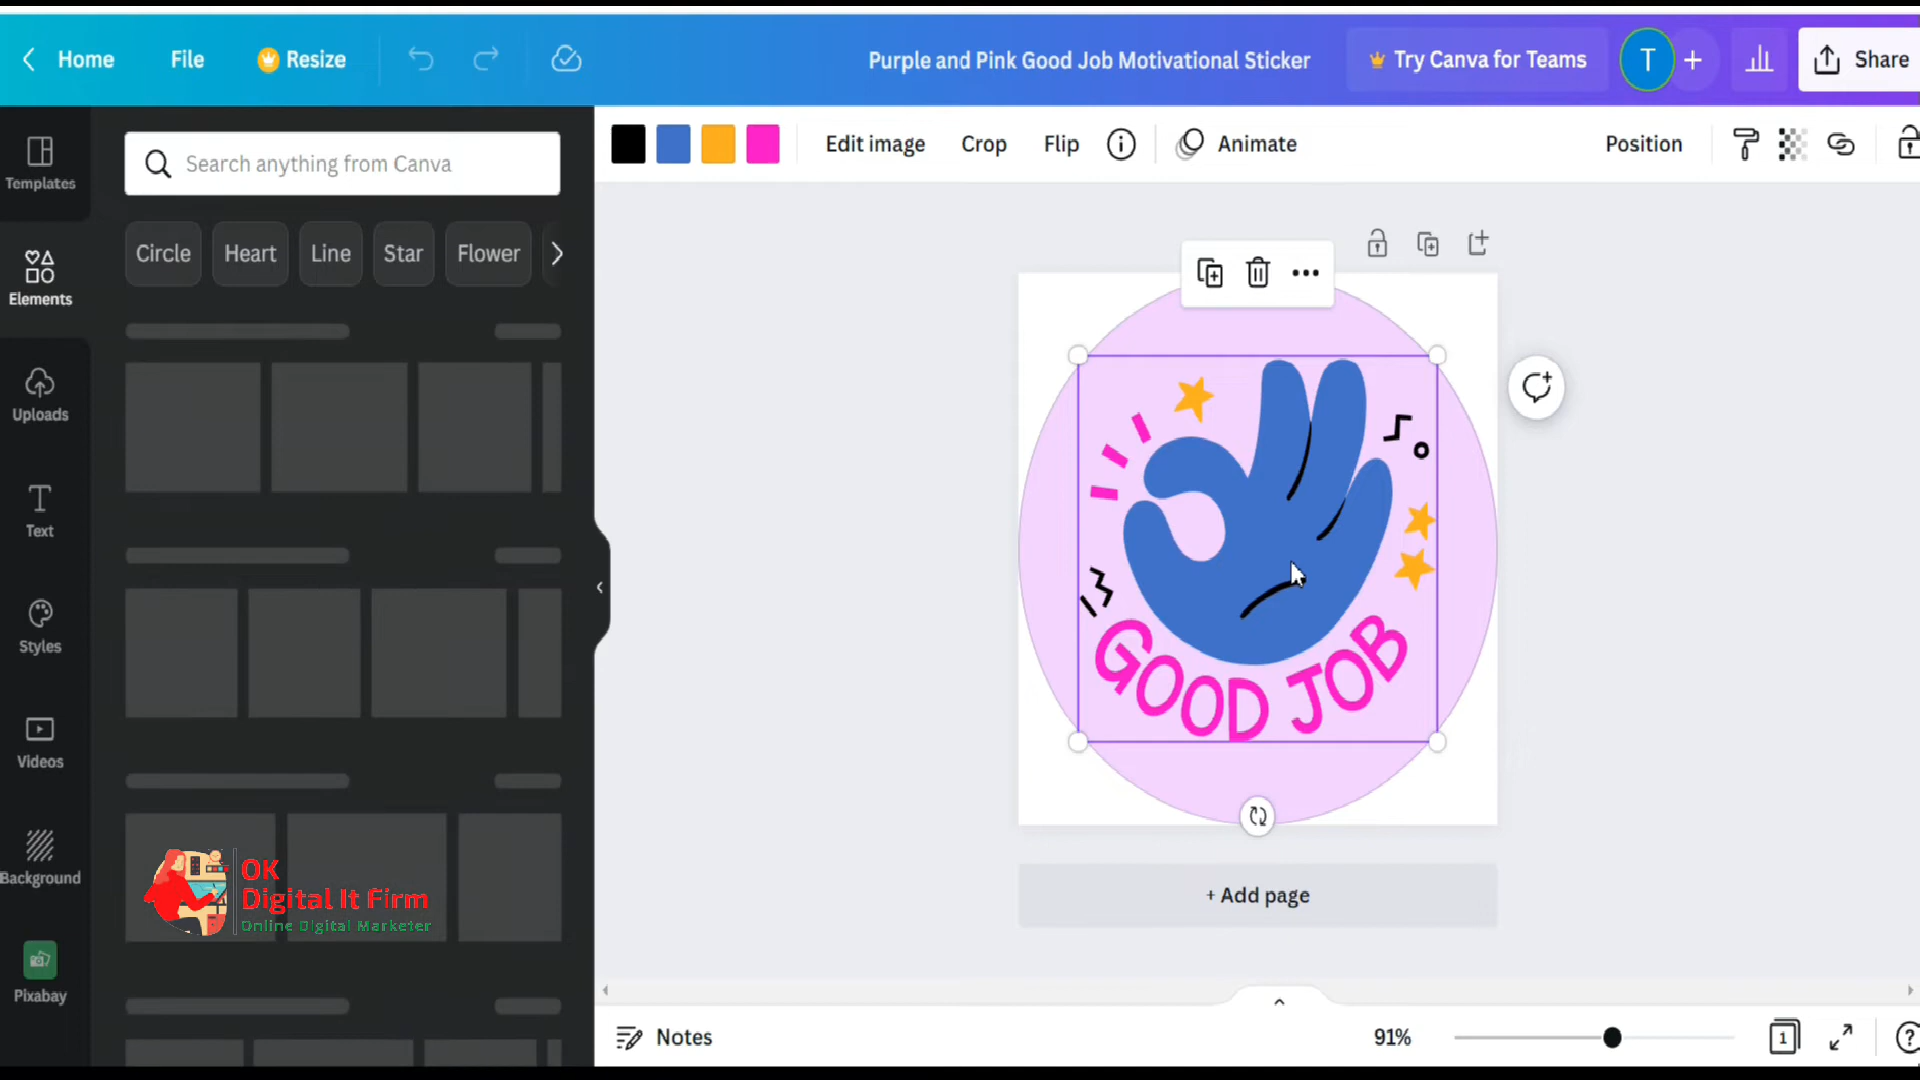 Home
File
Resize
Purple and Pink Good Job Motivational Sticker
Try Canva for Teams
T
Share
Templates
Elements
Uploads
Text
Styles
Videos
Background
Pixabay
Search anything from Canva
Circle
Heart
Line
Star
Flower
Edit image
Crop
Flip
Animate
Position
GOOD JOB
+ Add page
OK
Digital It Firm
Online Digital Marketer
Notes
91%
1
?